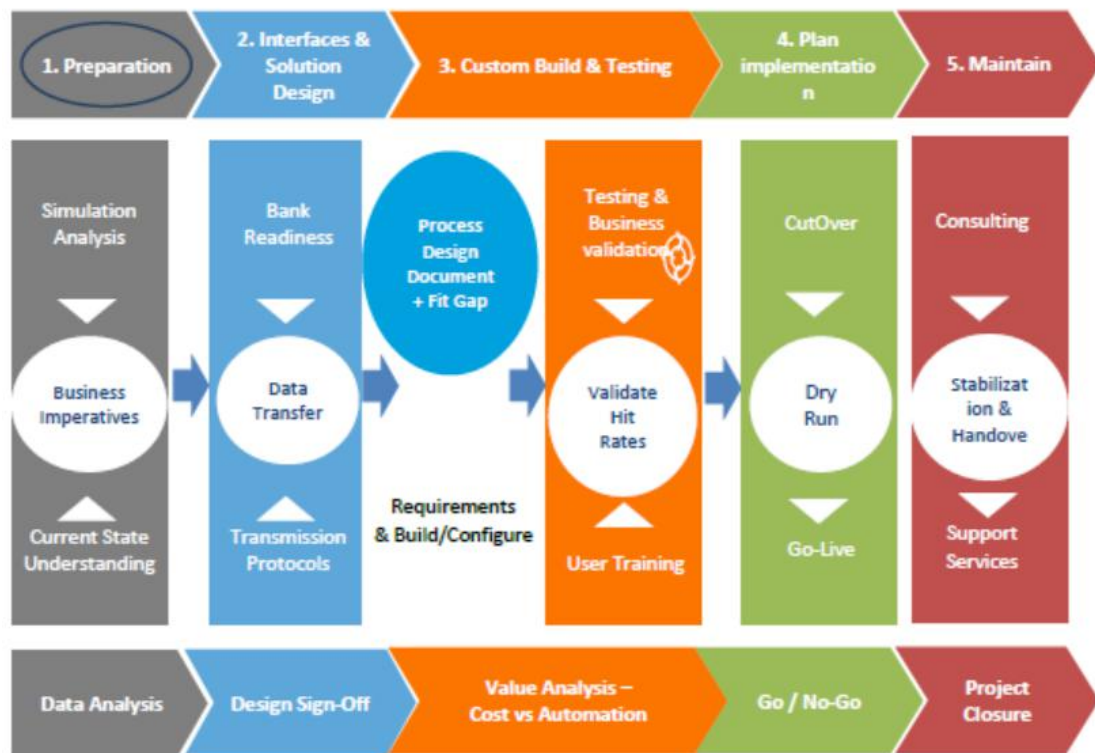 1. Preparation
2. Interfaces &
Solution
Design
3. Custom Build & Testing
4. Plan
implementatio
n
5. Maintain
Simulation
Analysis
Business
Imperatives
Current State
Understanding
Bank
Readiness
Data
Transfer
Transmission
Protocols
Process
Design
Document
+ Fit Gap
Requirements
& Build/Configure
Testing &
Business
validation
Validate
Hit
Rates
User Training
CutOver
Dry
Run
Go-Live
Consulting
Stabilizat
ion &
Handove
Support
Services
Data Analysis
Design Sign-Off
Value Analysis –
Cost vs Automation
Go / No-Go
Project
Closure